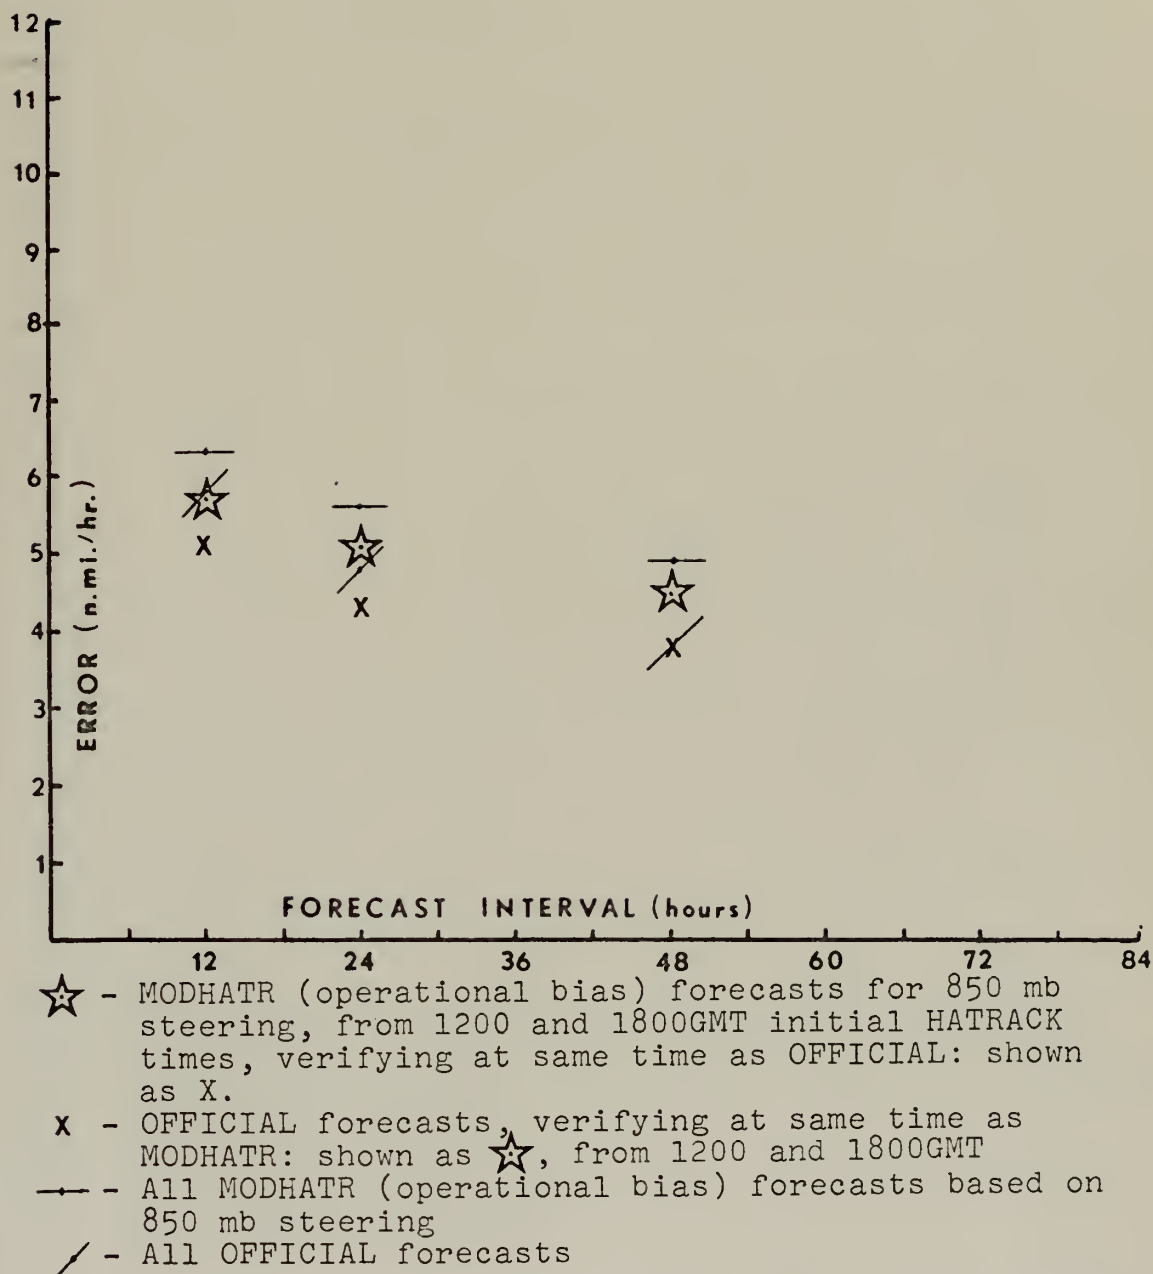 12
11
10
9
8
7
6
5
4
3
2
1
ERROR (n.mi./hr.)
FORECAST INTERVAL (hours)
12 24 36 48 60 72 84
- MODHATR (operational bias) forecasts for 850 mb
steering, from 1200 and 1800GMT initial HATRACK
times, verifying at same time as OFFICIAL: shown
as X.
X - OFFICIAL forecasts, verifying at same time as
MODHATR: shown as ☆, from 1200 and 1800GMT
- All MODHATR (operational bias) forecasts based on
850 mb steering
- All OFFICIAL forecasts